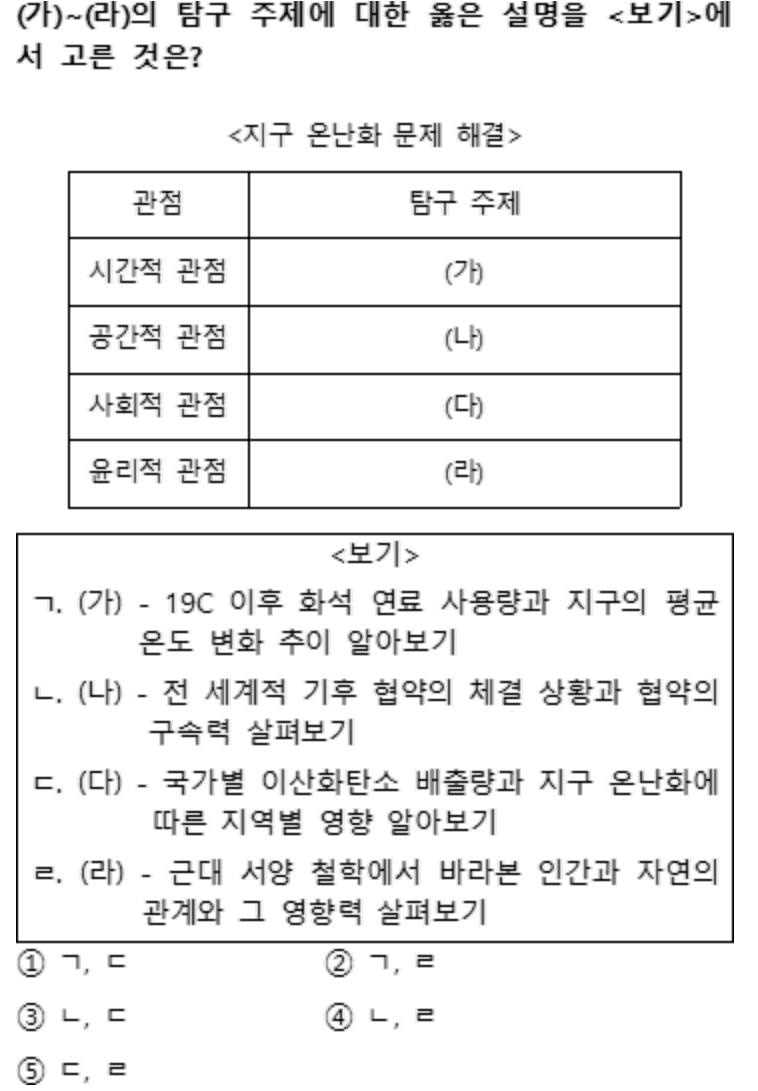 (가)~(라)의 탐구 주제에 대한 옳은 설명을 <보기>에
서 고른 것은?
<지구 온난화 문제 해결>
관점 탐구 주제
시간적 관점 (가)
공간적 관점 (나)
사회적 관점 (다)
윤리적 관점 (라)
<보기>
ㄱ. (가) - 19C 이후 화석 연료 사용량과 지구의 평균
온도 변화 추이 알아보기
ㄴ. (나) - 전 세계적 기후 협약의 체결 상황과 협약의
구속력 살펴보기
ㄷ. (다) - 국가별 이산화탄소 배출량과 지구 온난화에
따른 지역별 영향 알아보기
ㄹ. (라) - 근대 서양 철학에서 바라본 인간과 자연의
관계와 그 영향력 살펴보기
① ㄱ, ㄷ ② ㄱ, ㄹ
③ ㄴ, ㄷ ④ ㄴ, ㄹ
⑤ ㄷ, ㄹ